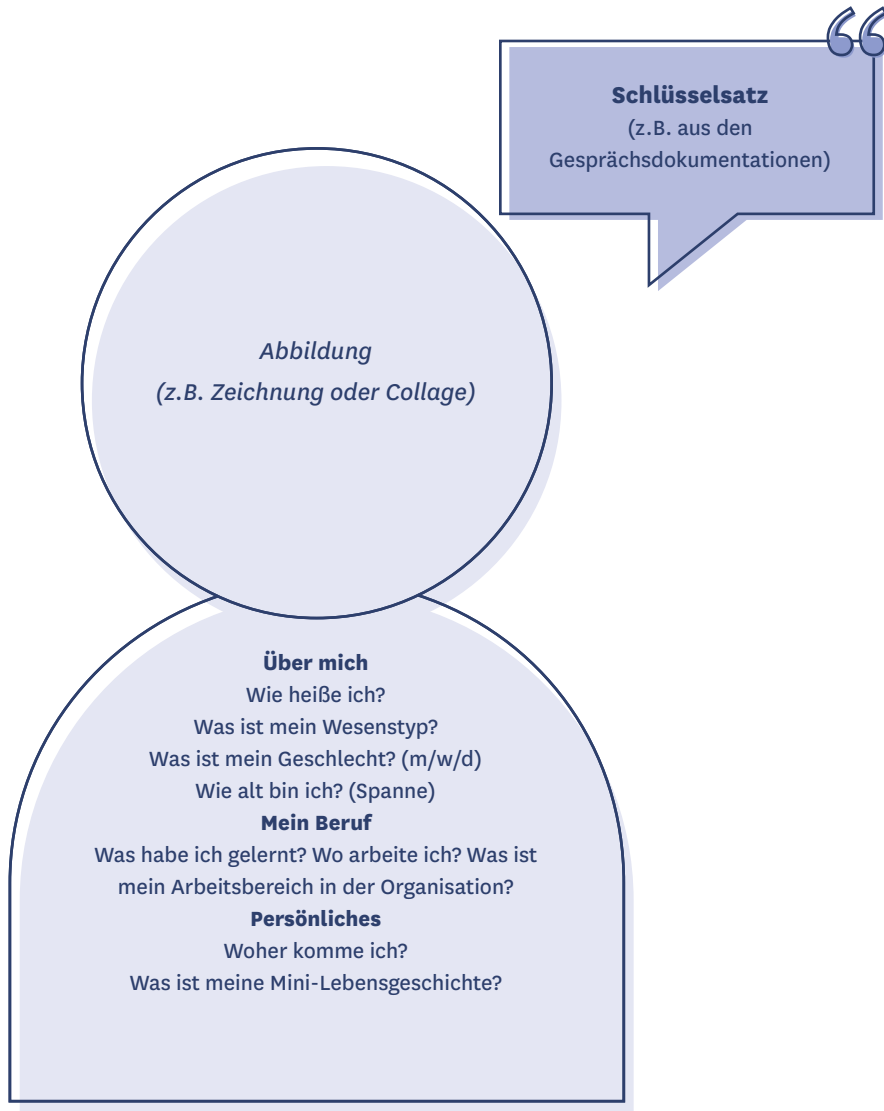 Schlüsselsatz
(z.B. aus den
Gesprächsdokumentationen)
Abbildung
(z.B. Zeichnung oder Collage)
Über mich
Wie heiße ich?
Was ist mein Wesenstyp?
Was ist mein Geschlecht? (m/w/d)
Wie alt bin ich? (Spanne)
Mein Beruf
Was habe ich gelernt? Wo arbeite ich? Was ist
mein Arbeitsbereich in der Organisation?
Persönliches
Woher komme ich?
Was ist meine Mini-Lebensgeschichte?